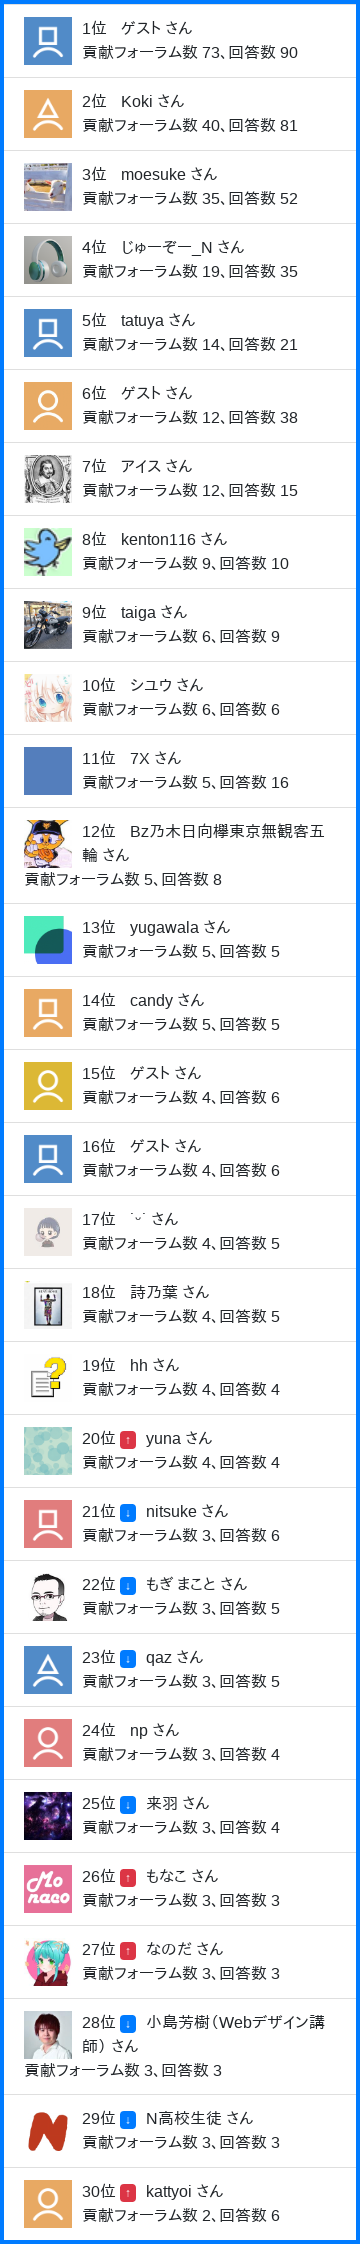 1位 ゲスト さん
貢献フォーラム数 73、回答数 90
2位 Koki さん
貢献フォーラム数 40、回答数 81
3位 moesuke さん
貢献フォーラム数 35、回答数 52
4位 じゅーぞー_N さん
貢献フォーラム数 19、回答数 35
5位 tatuya さん
貢献フォーラム数 14、回答数 21
6位 ゲスト さん
貢献フォーラム数 12、回答数 38
7位 アイス さん
貢献フォーラム数 12、回答数 15
8位 kenton116 さん
貢献フォーラム数 9、回答数 10
9位 taiga さん
貢献フォーラム数 6、回答数 9
10位 シユウ さん
貢献フォーラム数 6、回答数 6
11位 7X さん
貢献フォーラム数 5、回答数 16
12位 Bz乃木日向欅東京無観客五
輪 さん
貢献フォーラム数 5、回答数 8
13位 yugawala さん
貢献フォーラム数 5、回答数 5
14位 candy さん
貢献フォーラム数 5、回答数 5
15位 ゲスト さん
貢献フォーラム数 4、回答数 6
16位 ゲスト さん
貢献フォーラム数 4、回答数 6
17位 ˙ᵕ˙ さん
貢献フォーラム数 4、回答数 5
18位 詩乃葉 さん
貢献フォーラム数 4、回答数 5
19位 hh さん
貢献フォーラム数 4、回答数 4
20位 ↑ yuna さん
貢献フォーラム数 4、回答数 4
21位 ↓ nitsuke さん
貢献フォーラム数 3、回答数 6
22位 ↓ もぎ まこと さん
貢献フォーラム数 3、回答数 5
23位 ↓ qaz さん
貢献フォーラム数 3、回答数 5
24位 np さん
貢献フォーラム数 3、回答数 4
25位 ↓ 来羽 さん
貢献フォーラム数 3、回答数 4
Mo
naco
26位 ↑ もなこ さん
貢献フォーラム数 3、回答数 3
27位 ↑ なのだ さん
貢献フォーラム数 3、回答数 3
28位 ↓ 小島芳樹（Webデザイン講
師） さん
貢献フォーラム数 3、回答数 3
29位 ↓ N高校生徒 さん
貢献フォーラム数 3、回答数 3
30位 ↑ kattyoi さん
貢献フォーラム数 2、回答数 6